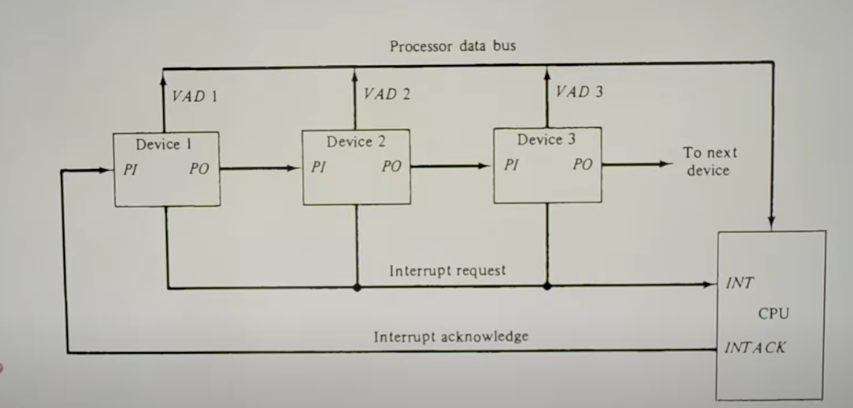 Processor data bus
VAD 1
VAD 2
VAD 3
Device 1
PI
PO
Device 2
PI
PO
Device 3
PI
PO
To next
device
Interrupt request
INT
CPU
Interrupt acknowledge
INTACK